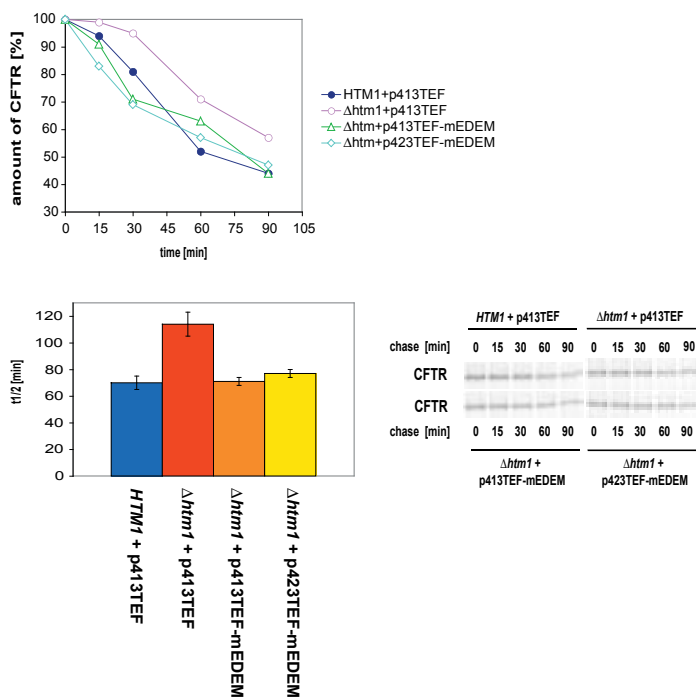 amount of CFTR [%]
100
90
80
70
60
50
40
30
0 15 30 45 60 75 90 105
time [min]
HTM1+p413TEF
Δhtm1+p413TEF
Δhtm+p413TEF-mEDEM
Δhtm+p423TEF-mEDEM
t1/2 [min]
120
100
80
60
40
20
0
HTM1 + p413TEF
Δhtm1 + p413TEF
Δhtm1 + p413TEF-mEDEM
Δhtm1 + p423TEF-mEDEM
HTM1 + p413TEF Δhtm1 + p413TEF
chase [min] 0 15 30 60 90 0 15 30 60 90
CFTR
CFTR
chase [min] 0 15 30 60 90 0 15 30 60 90
Δhtm1 + Δhtm1 +
p413TEF-mEDEM p423TEF-mEDEM